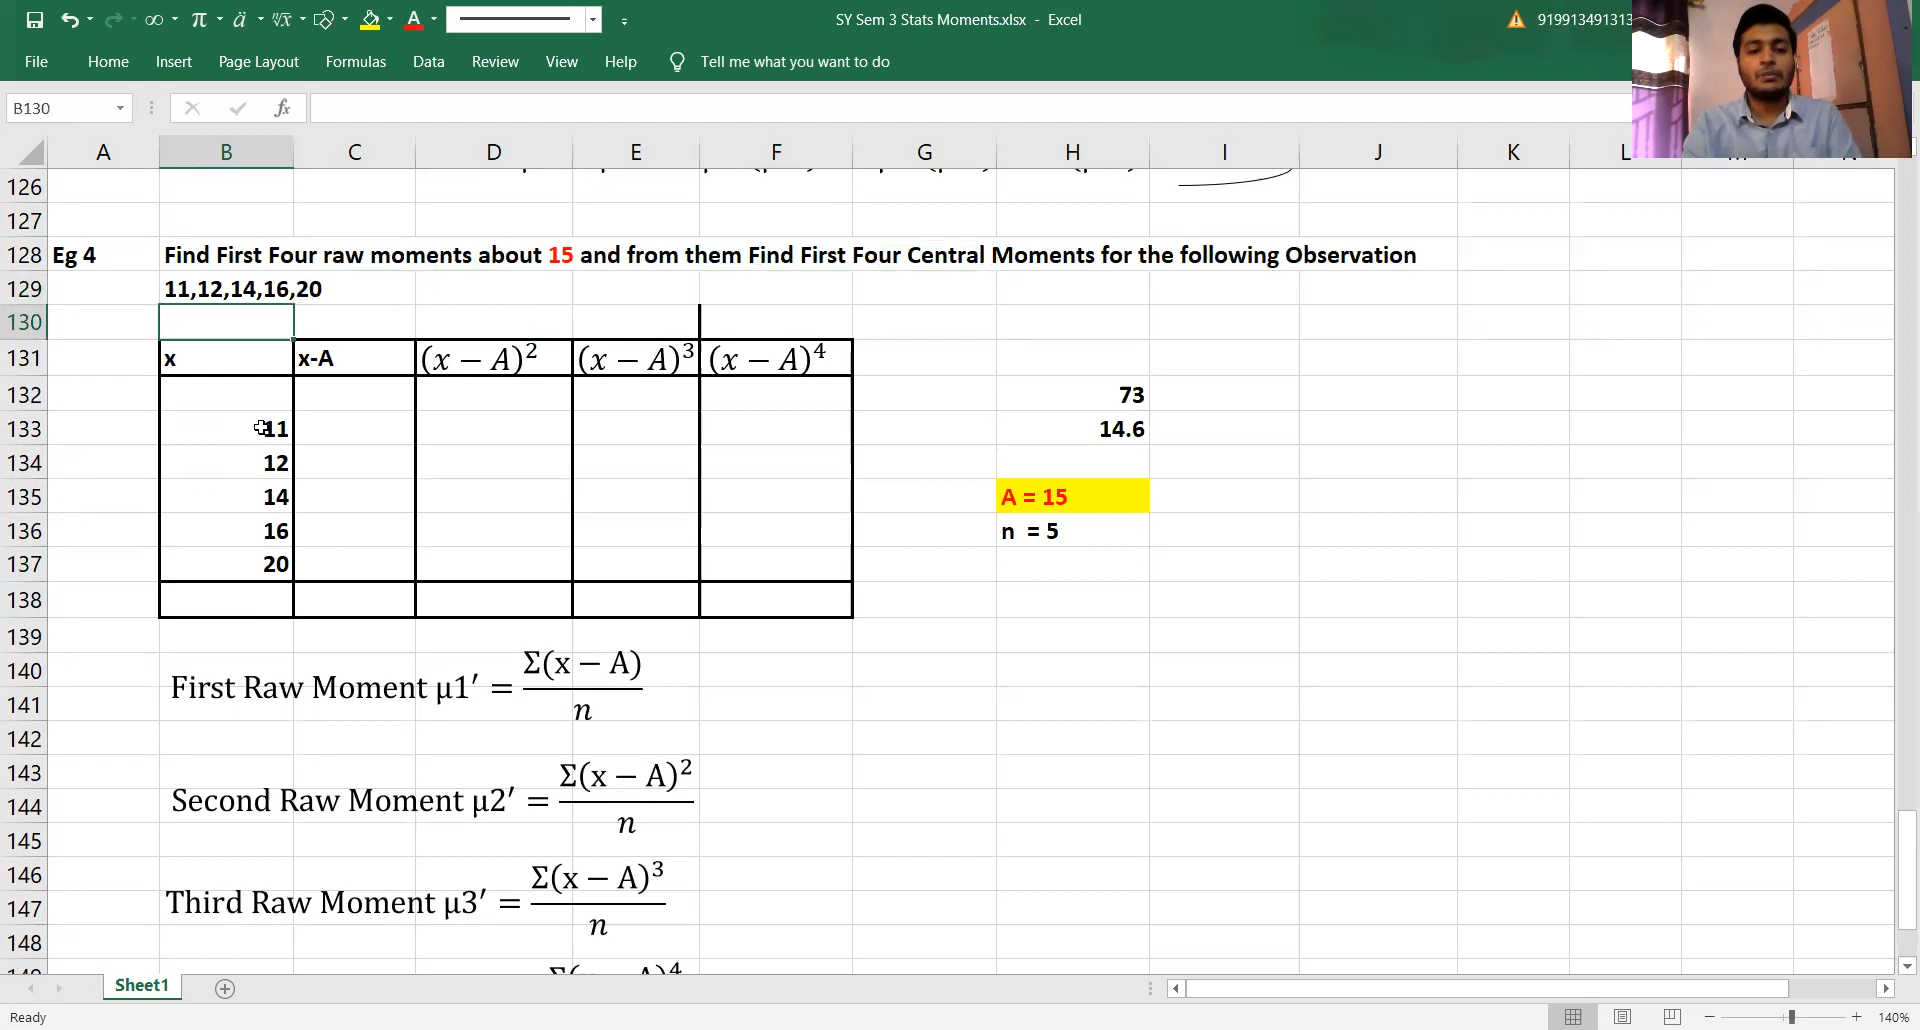 SY Sem 3 Stats Moments.xlsx - Excel
919913491313
File Home Insert Page Layout Formulas Data Review View Help Tell me what you want to do
B130 fx
A B C D E F G H I J K L
126
127
128 Eg 4 Find First Four raw moments about 15 and from them Find First Four Central Moments for the following Observation
129 11,12,14,16,20
130
131 x x-A (x − A)² (x − A)³ (x − A)⁴
132 73
133 11 14.6
134 12
135 14 A = 15
136 16 n = 5
137 20
138
139
140
141
First Raw Moment μ1′ = Σ(x − A) / n
142
143
144
Second Raw Moment μ2′ = Σ(x − A)² / n
145
146
147
Third Raw Moment μ3′ = Σ(x − A)³ / n
148
Sheet1
Ready 140%